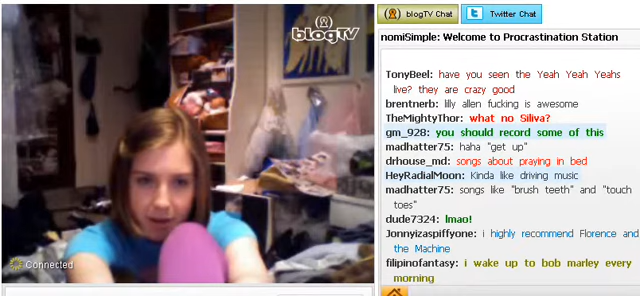 blogTV
Connected
blogTV Chat
Twitter Chat
nomiSimple: Welcome to Procrastination Station
TonyBeel: have you seen the Yeah Yeah Yeahs
live? they are crazy good
brentnerb: lilly allen fucking is awesome
TheMightyThor: what no Siliva?
gm_928: you should record some of this
madhatter75: haha "get up"
drhouse_md: songs about praying in bed
HeyRadialMoon: Kinda like driving music
madhatter75: songs like "brush teeth" and "touch
toes"
dude7324: lmao!
Jonnyizaspiffyone: i highly recommend Florence and
the Machine
filipinofantasy: i wake up to bob marley every
morning